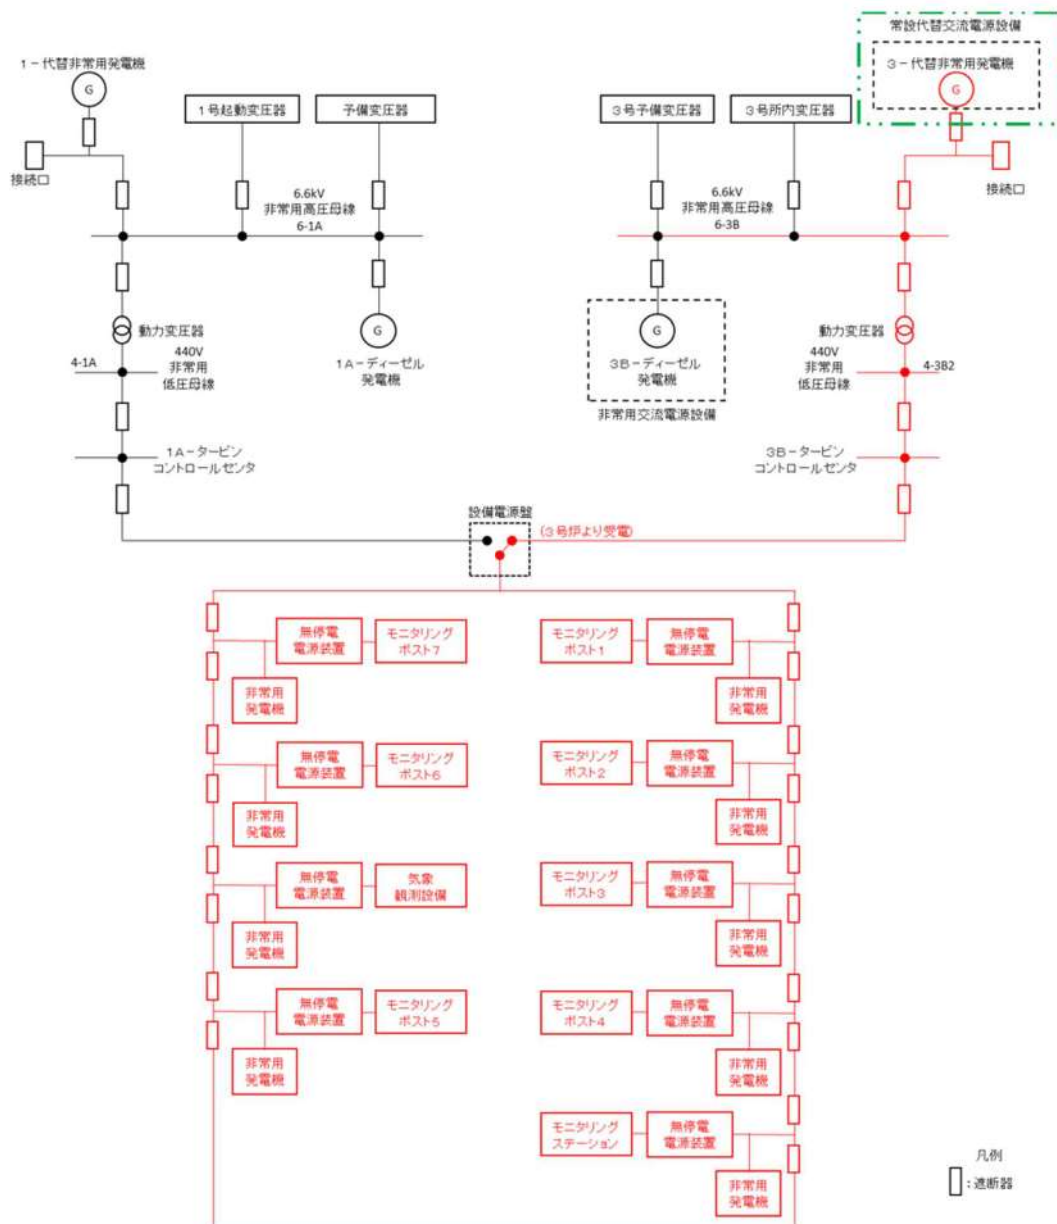 常設代替交流電源設備
1-代替非常用発電機
G
3-代替非常用発電機
G
1号起動変圧器
予備変圧器
3号予備変圧器
3号所内変圧器
接続口
接続口
6.6kV
非常用高圧母線
6-1A
6.6kV
非常用高圧母線
6-3B
動力変圧器
G
1A-ディーゼル
発電機
G
3B-ディーゼル
発電機
非常用交流電源設備
動力変圧器
4-1A
440V
非常用
低圧母線
440V
非常用
低圧母線
4-3B2
1A-タービン
コントロールセンタ
3B-タービン
コントロールセンタ
設備電源盤
(3号炉より受電)
無停電
電源装置
モニタリング
ポスト7
非常用
発電機
モニタリング
ポスト1
無停電
電源装置
非常用
発電機
無停電
電源装置
モニタリング
ポスト6
非常用
発電機
モニタリング
ポスト2
無停電
電源装置
非常用
発電機
無停電
電源装置
気象
観測設備
非常用
発電機
モニタリング
ポスト3
無停電
電源装置
非常用
発電機
無停電
電源装置
モニタリング
ポスト5
非常用
発電機
モニタリング
ポスト4
無停電
電源装置
非常用
発電機
モニタリング
ステーション
無停電
電源装置
非常用
発電機
凡例
:遮断器